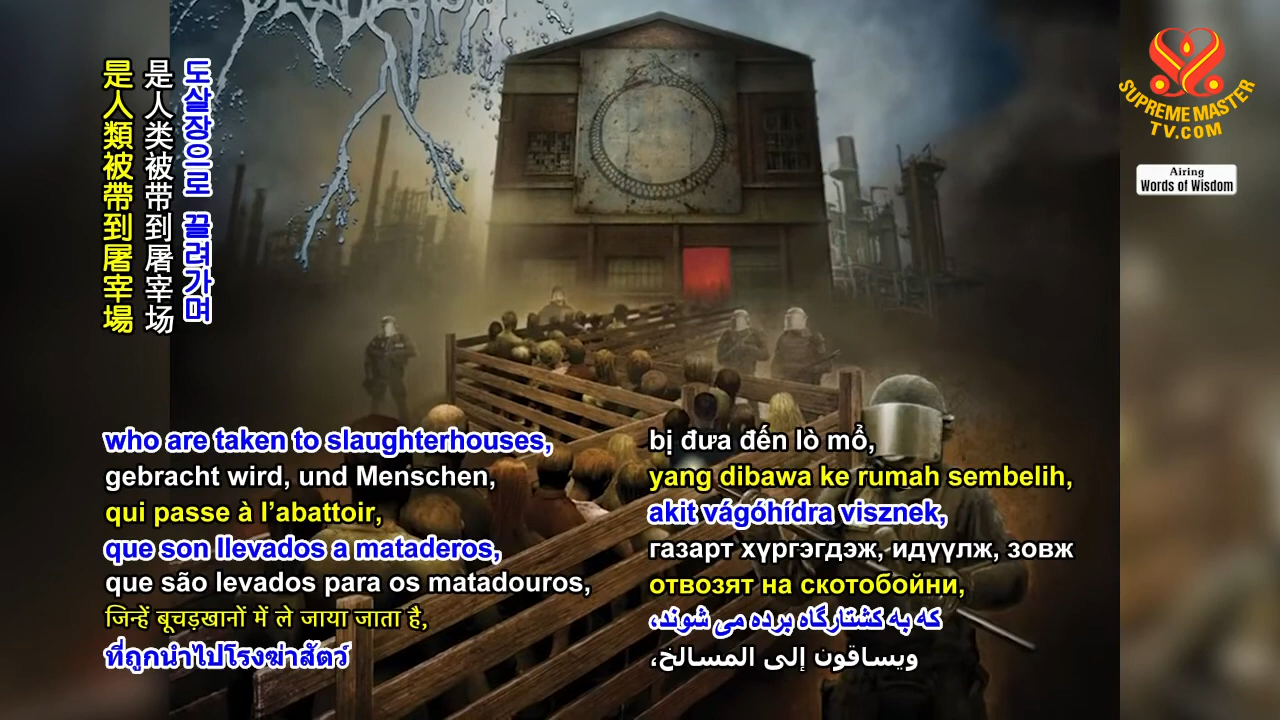 도살장으로 끌려가며
是人类被带到屠宰场
是人類被帶到屠宰場
SUPREME MASTER
TV.COM
Airing
Words of Wisdom
who are taken to slaughterhouses,
gebracht wird, und Menschen,
qui passe à l’abattoir,
que son llevados a mataderos,
que são levados para os matadouros,
जिन्हें बूचड़खानों में ले जाया जाता है,
ที่ถูกนำไปโรงฆ่าสัตว์
bị đưa đến lò mổ,
yang dibawa ke rumah sembelih,
akit vágóhídra visznek,
газарт хүргэгдэж, идүүлж, зовж
отвозят на скотобойни,
که به کشتارگاه برده می شوند،
ويساقون إلى المسالخ،